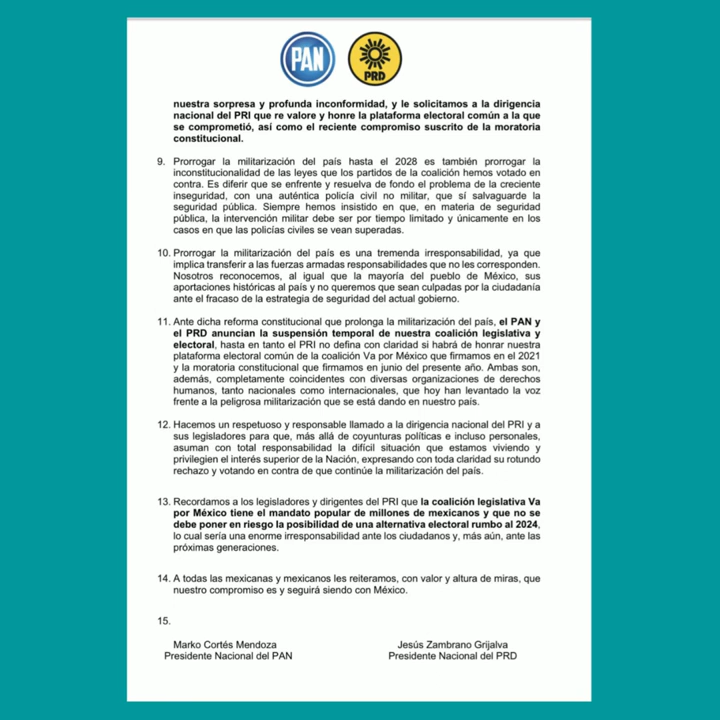 PAN
PRD
nuestra sorpresa y profunda inconformidad, y le solicitamos a la dirigencia
nacional del PRI que re valore y honre la plataforma electoral común a la que
se comprometió, así como el reciente compromiso suscrito de la moratoria
constitucional.
9. Prorrogar la militarización del país hasta el 2028 es también prorrogar la
inconstitucionalidad de las leyes que los partidos de la coalición hemos votado en
contra. Es diferir que se enfrente y resuelva de fondo el problema de la creciente
inseguridad, con una auténtica policía civil no militar, que sí salvaguarde la
seguridad pública. Siempre hemos insistido en que, en materia de seguridad
pública, la intervención militar debe ser por tiempo limitado y únicamente en los
casos en que las policías civiles se vean superadas.
10. Prorrogar la militarización del país es una tremenda irresponsabilidad, ya que
implica transferir a las fuerzas armadas responsabilidades que no les corresponden.
Nosotros reconocemos, al igual que la mayoría del pueblo de México, sus
aportaciones históricas al país y no queremos que sean culpadas por la ciudadanía
ante el fracaso de la estrategia de seguridad del actual gobierno.
11. Ante dicha reforma constitucional que prolonga la militarización del país, el PAN y
el PRD anuncian la suspensión temporal de nuestra coalición legislativa y
electoral, hasta en tanto el PRI no defina con claridad si habrá de honrar nuestra
plataforma electoral común de la coalición Va por México que firmamos en el 2021
y la moratoria constitucional que firmamos en junio del presente año. Ambas son,
además, completamente coincidentes con diversas organizaciones de derechos
humanos, tanto nacionales como internacionales, que hoy han levantado la voz
frente a la peligrosa militarización que se está dando en nuestro país.
12. Hacemos un respetuoso y responsable llamado a la dirigencia nacional del PRI y a
sus legisladores para que, más allá de coyunturas políticas e incluso personales,
asuman con total responsabilidad la difícil situación que estamos viviendo y
privilegien el interés superior de la Nación, expresando con toda claridad su rotundo
rechazo y votando en contra de que continúe la militarización del país.
13. Recordamos a los legisladores y dirigentes del PRI que la coalición legislativa Va
por México tiene el mandato popular de millones de mexicanos y que no se
debe poner en riesgo la posibilidad de una alternativa electoral rumbo al 2024,
lo cual sería una enorme irresponsabilidad ante los ciudadanos y, más aún, ante las
próximas generaciones.
14. A todas las mexicanas y mexicanos les reiteramos, con valor y altura de miras, que
nuestro compromiso es y seguirá siendo con México.
15.
Marko Cortés Mendoza
Presidente Nacional del PAN
Jesús Zambrano Grijalva
Presidente Nacional del PRD